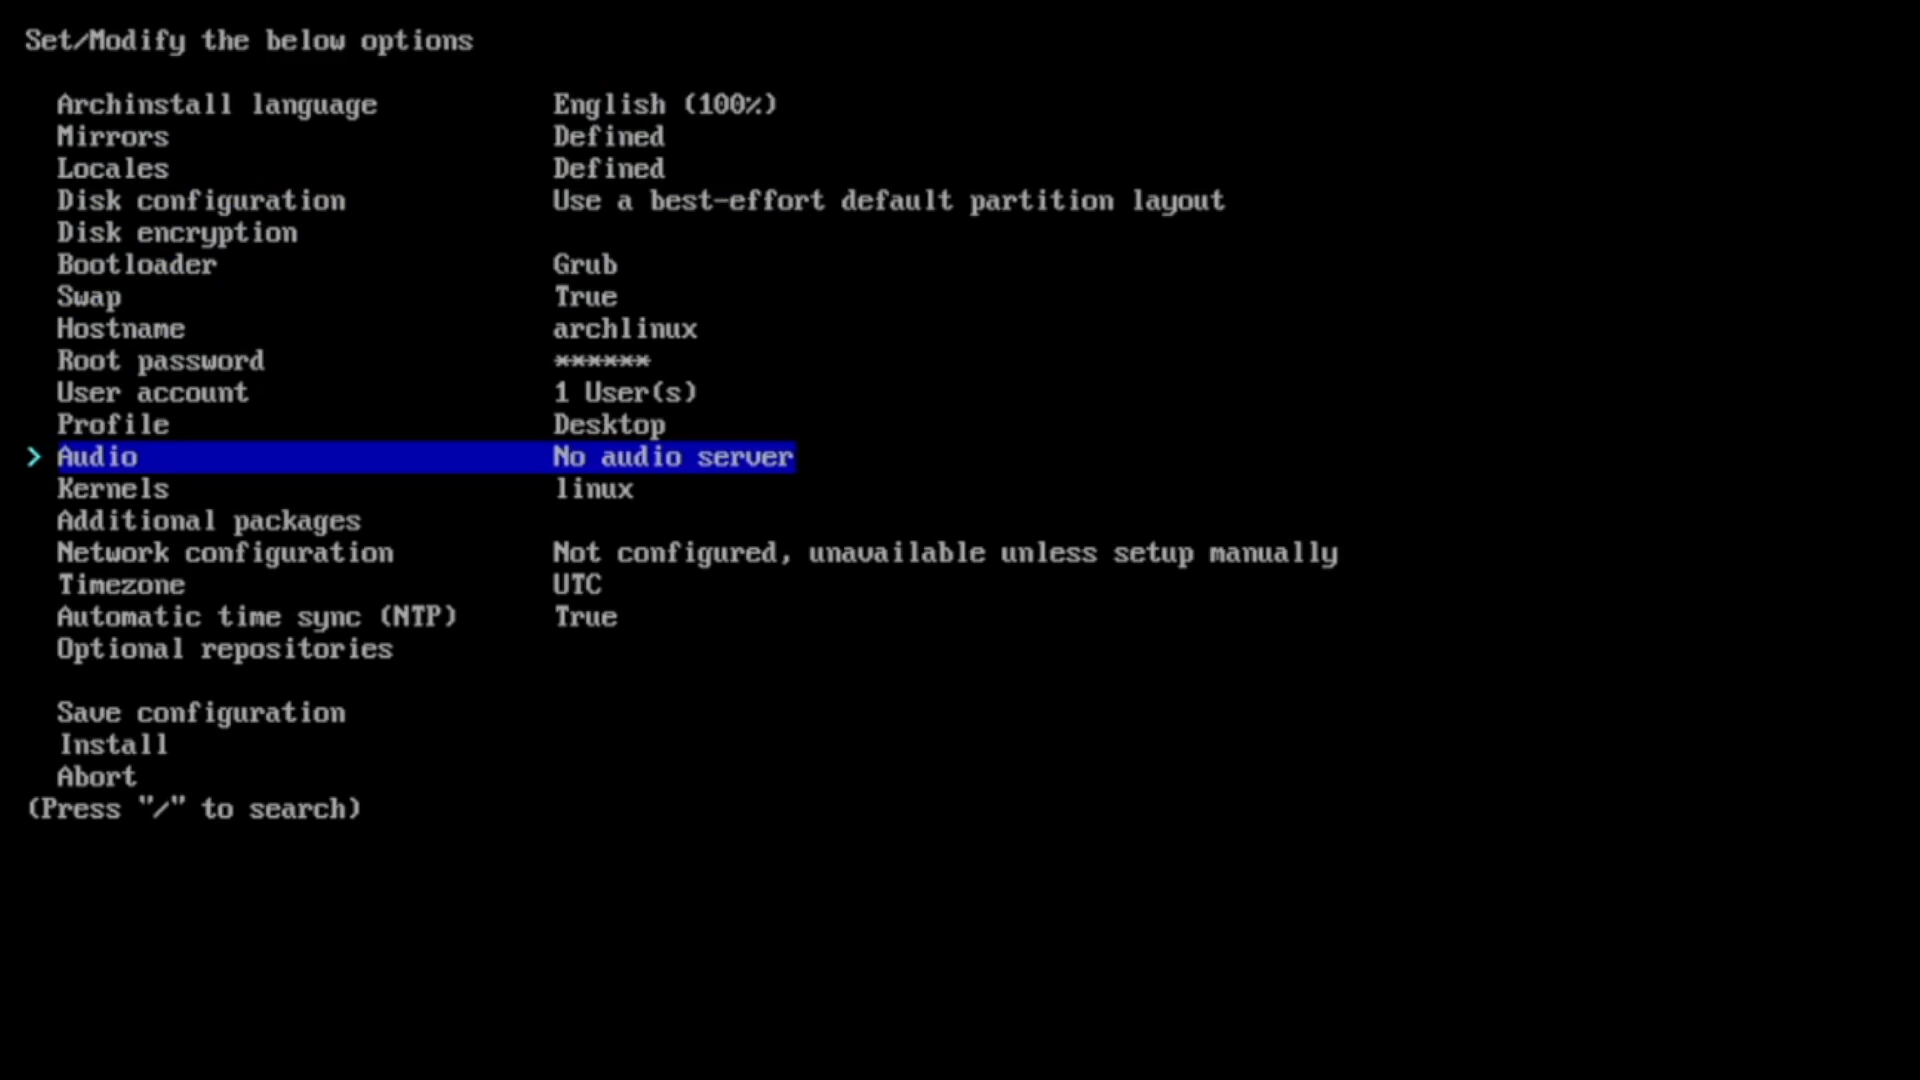 Set/Modify the below options
Archinstall language English (100%)
Mirrors Defined
Locales Defined
Disk configuration Use a best-effort default partition layout
Disk encryption
Bootloader Grub
Swap True
Hostname archlinux
Root password ******
User account 1 User(s)
Profile Desktop
> Audio No audio server
Kernels linux
Additional packages
Network configuration Not configured, unavailable unless setup manually
Timezone UTC
Automatic time sync (NTP) True
Optional repositories
Save configuration
Install
Abort
(Press "/" to search)